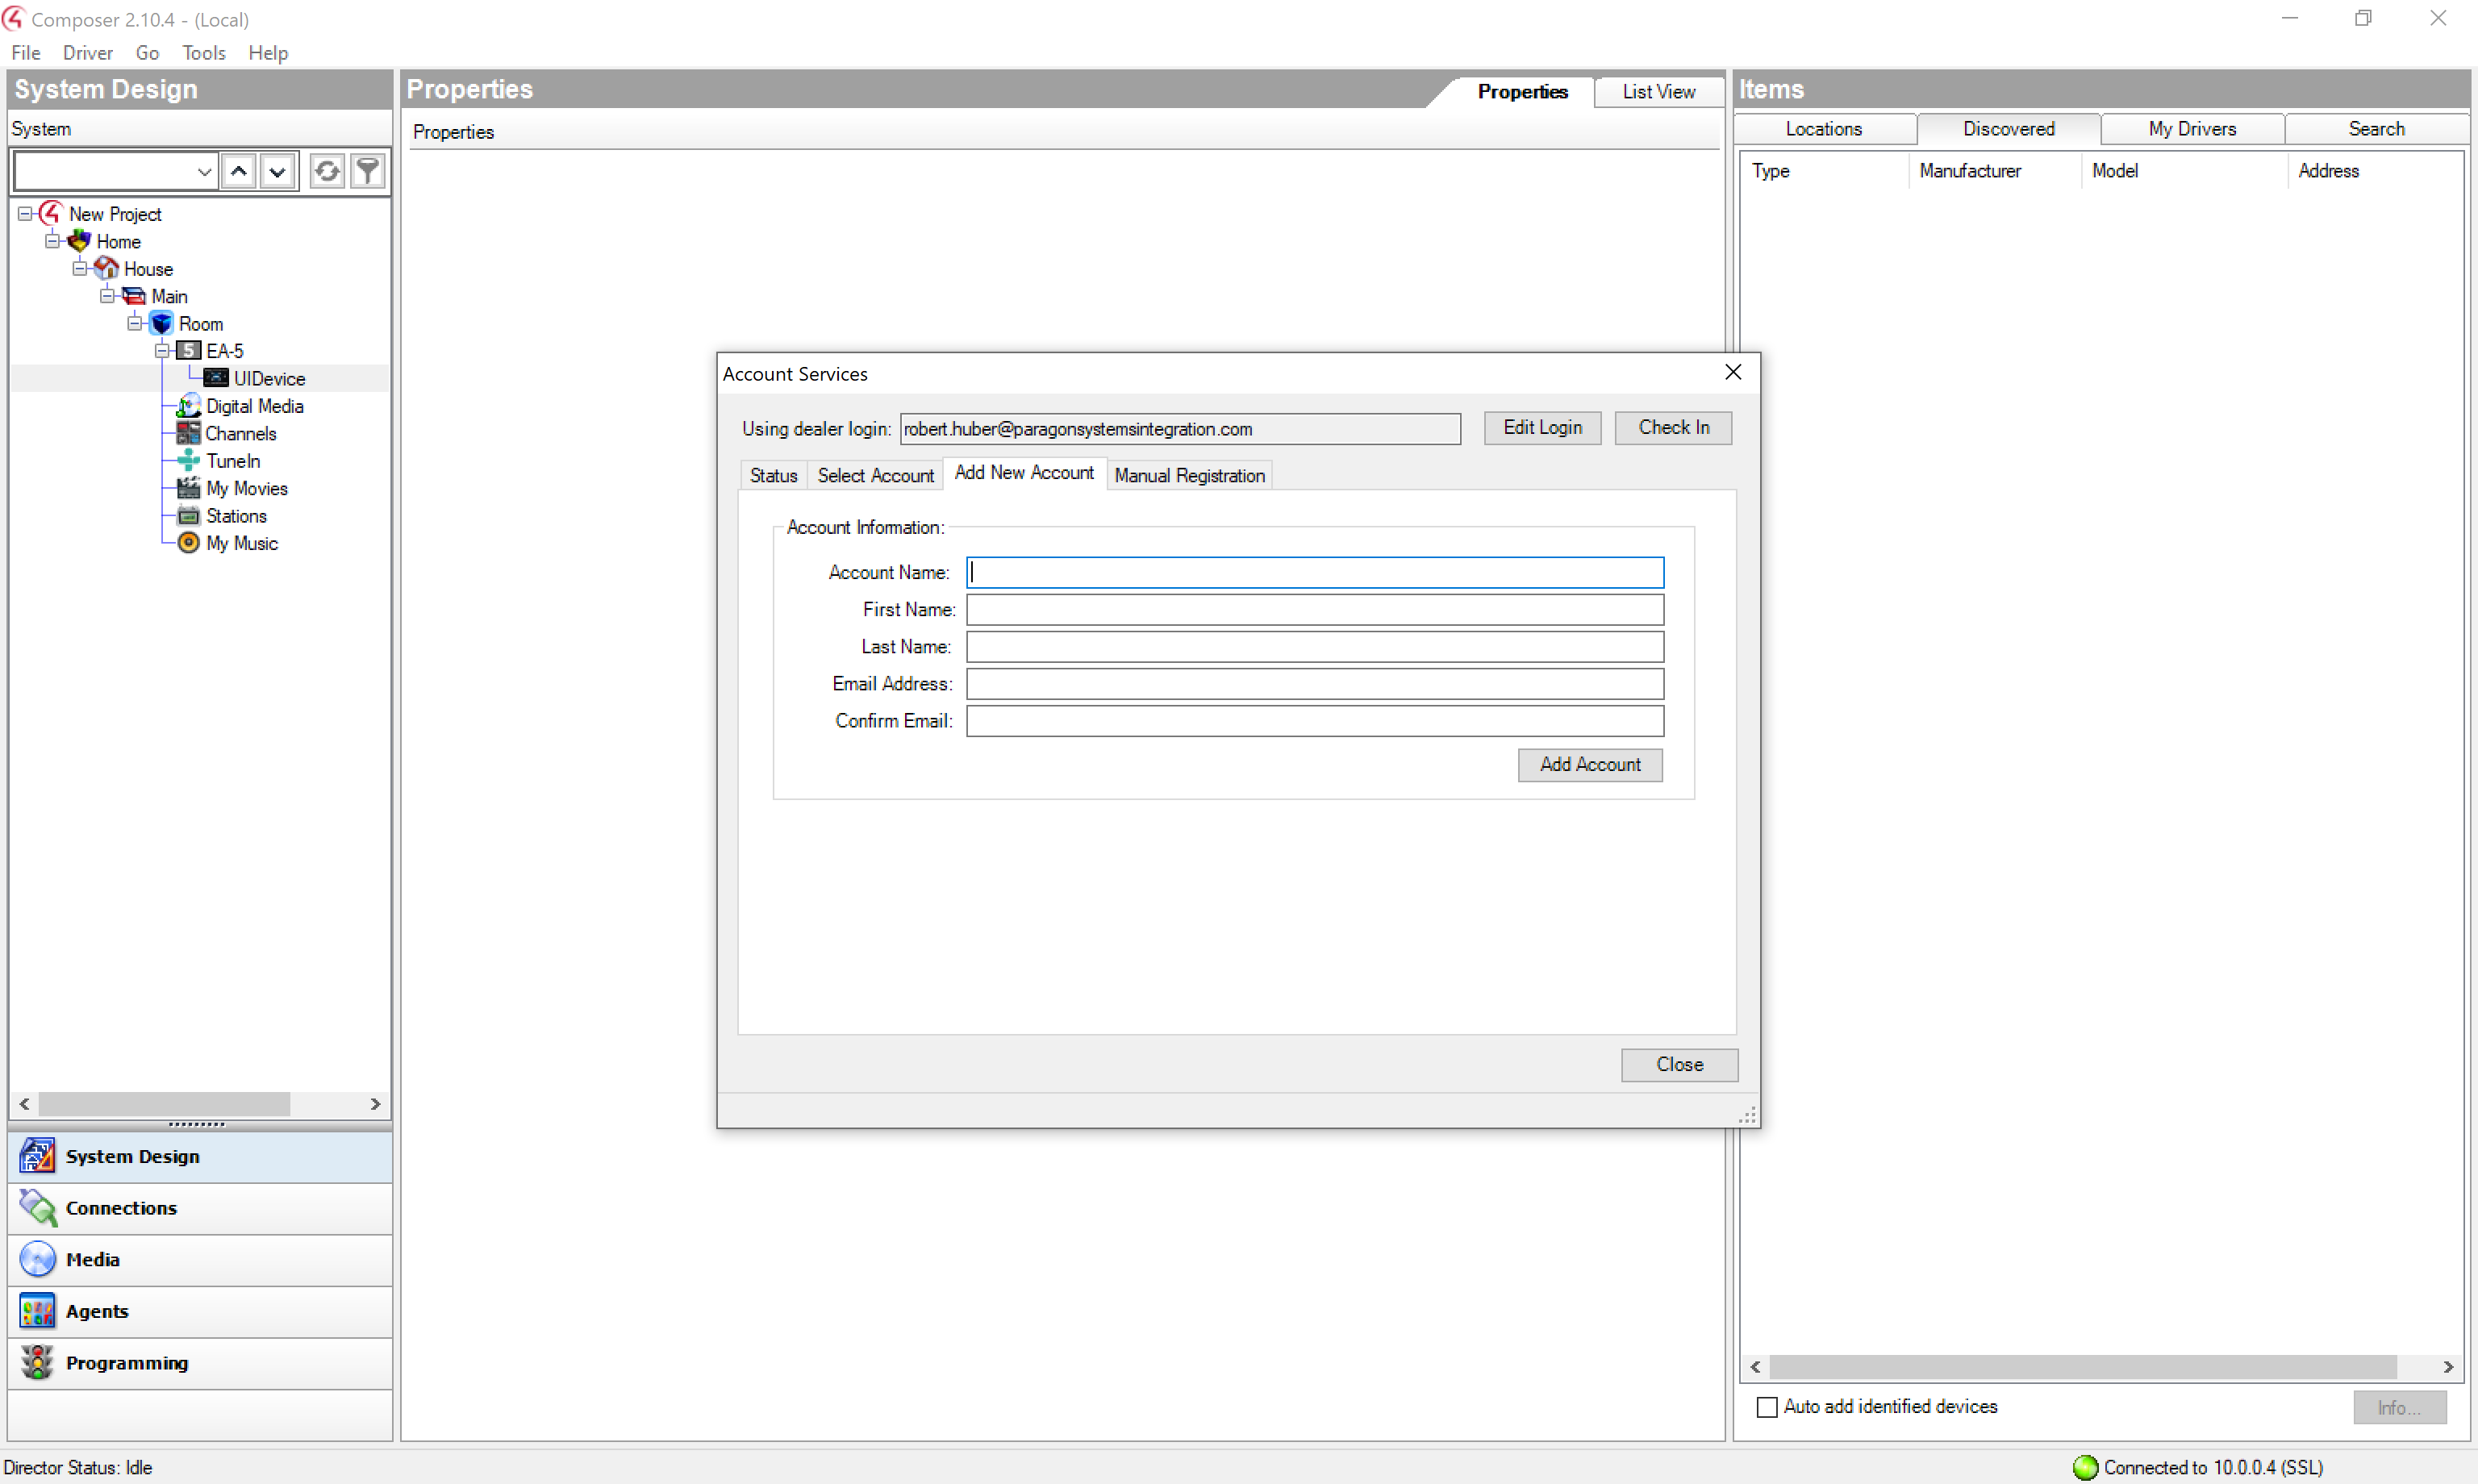 Composer 2.10.4 - (Local)
File Driver Go Tools Help
System Design
System
New Project
Home
House
Main
Room
5 EA-5
UIDevice
Digital Media
Channels
TuneIn
My Movies
Stations
My Music
System Design
Connections
Media
Agents
Programming
Properties
Properties List View
Properties
Account Services
Using dealer login: robert.huber@paragonsystemsintegration.com Edit Login Check In
Status Select Account Add New Account Manual Registration
Account Information:
Account Name:
First Name:
Last Name:
Email Address:
Confirm Email:
Add Account
Close
Items
Locations Discovered My Drivers Search
Type Manufacturer Model Address
Auto add identified devices Info...
Director Status: Idle Connected to 10.0.0.4 (SSL)